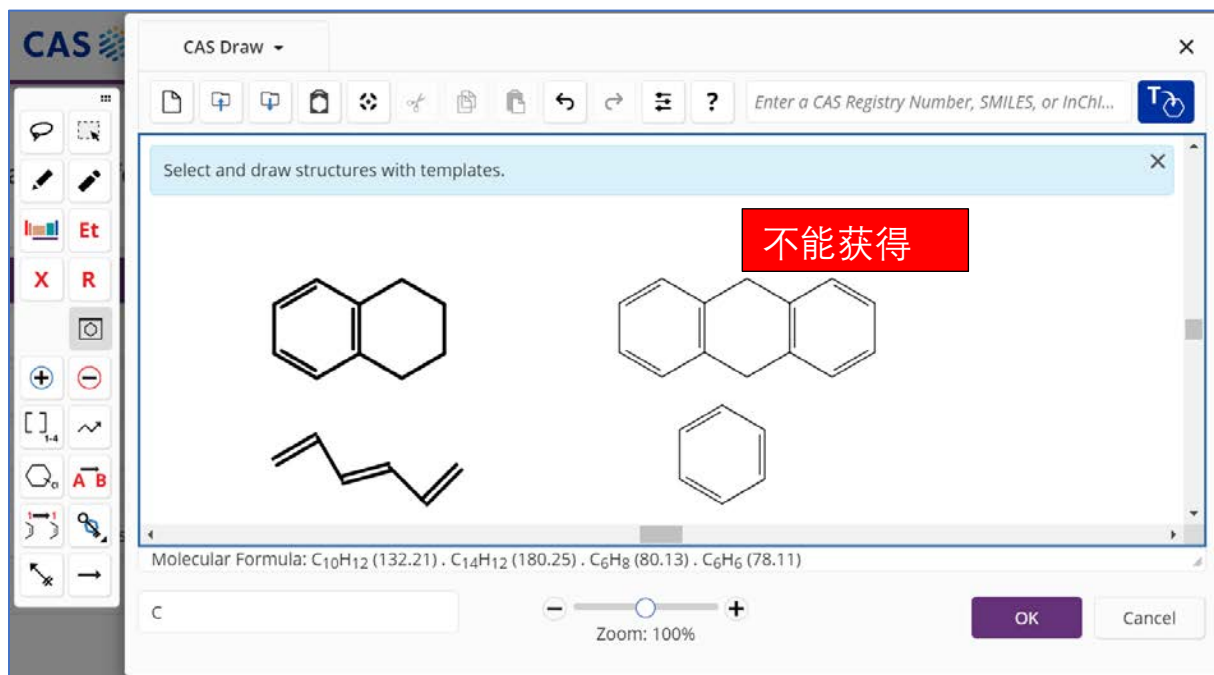 CAS
CAS Draw
Enter a CAS Registry Number, SMILES, or InChI...
T
Select and draw structures with templates.
Et
X R
不能获得
[ ] 1-4
A B
1 1
Molecular Formula: C10H12 (132.21) . C14H12 (180.25) . C6H8 (80.13) . C6H6 (78.11)
C
Zoom: 100%
OK
Cancel